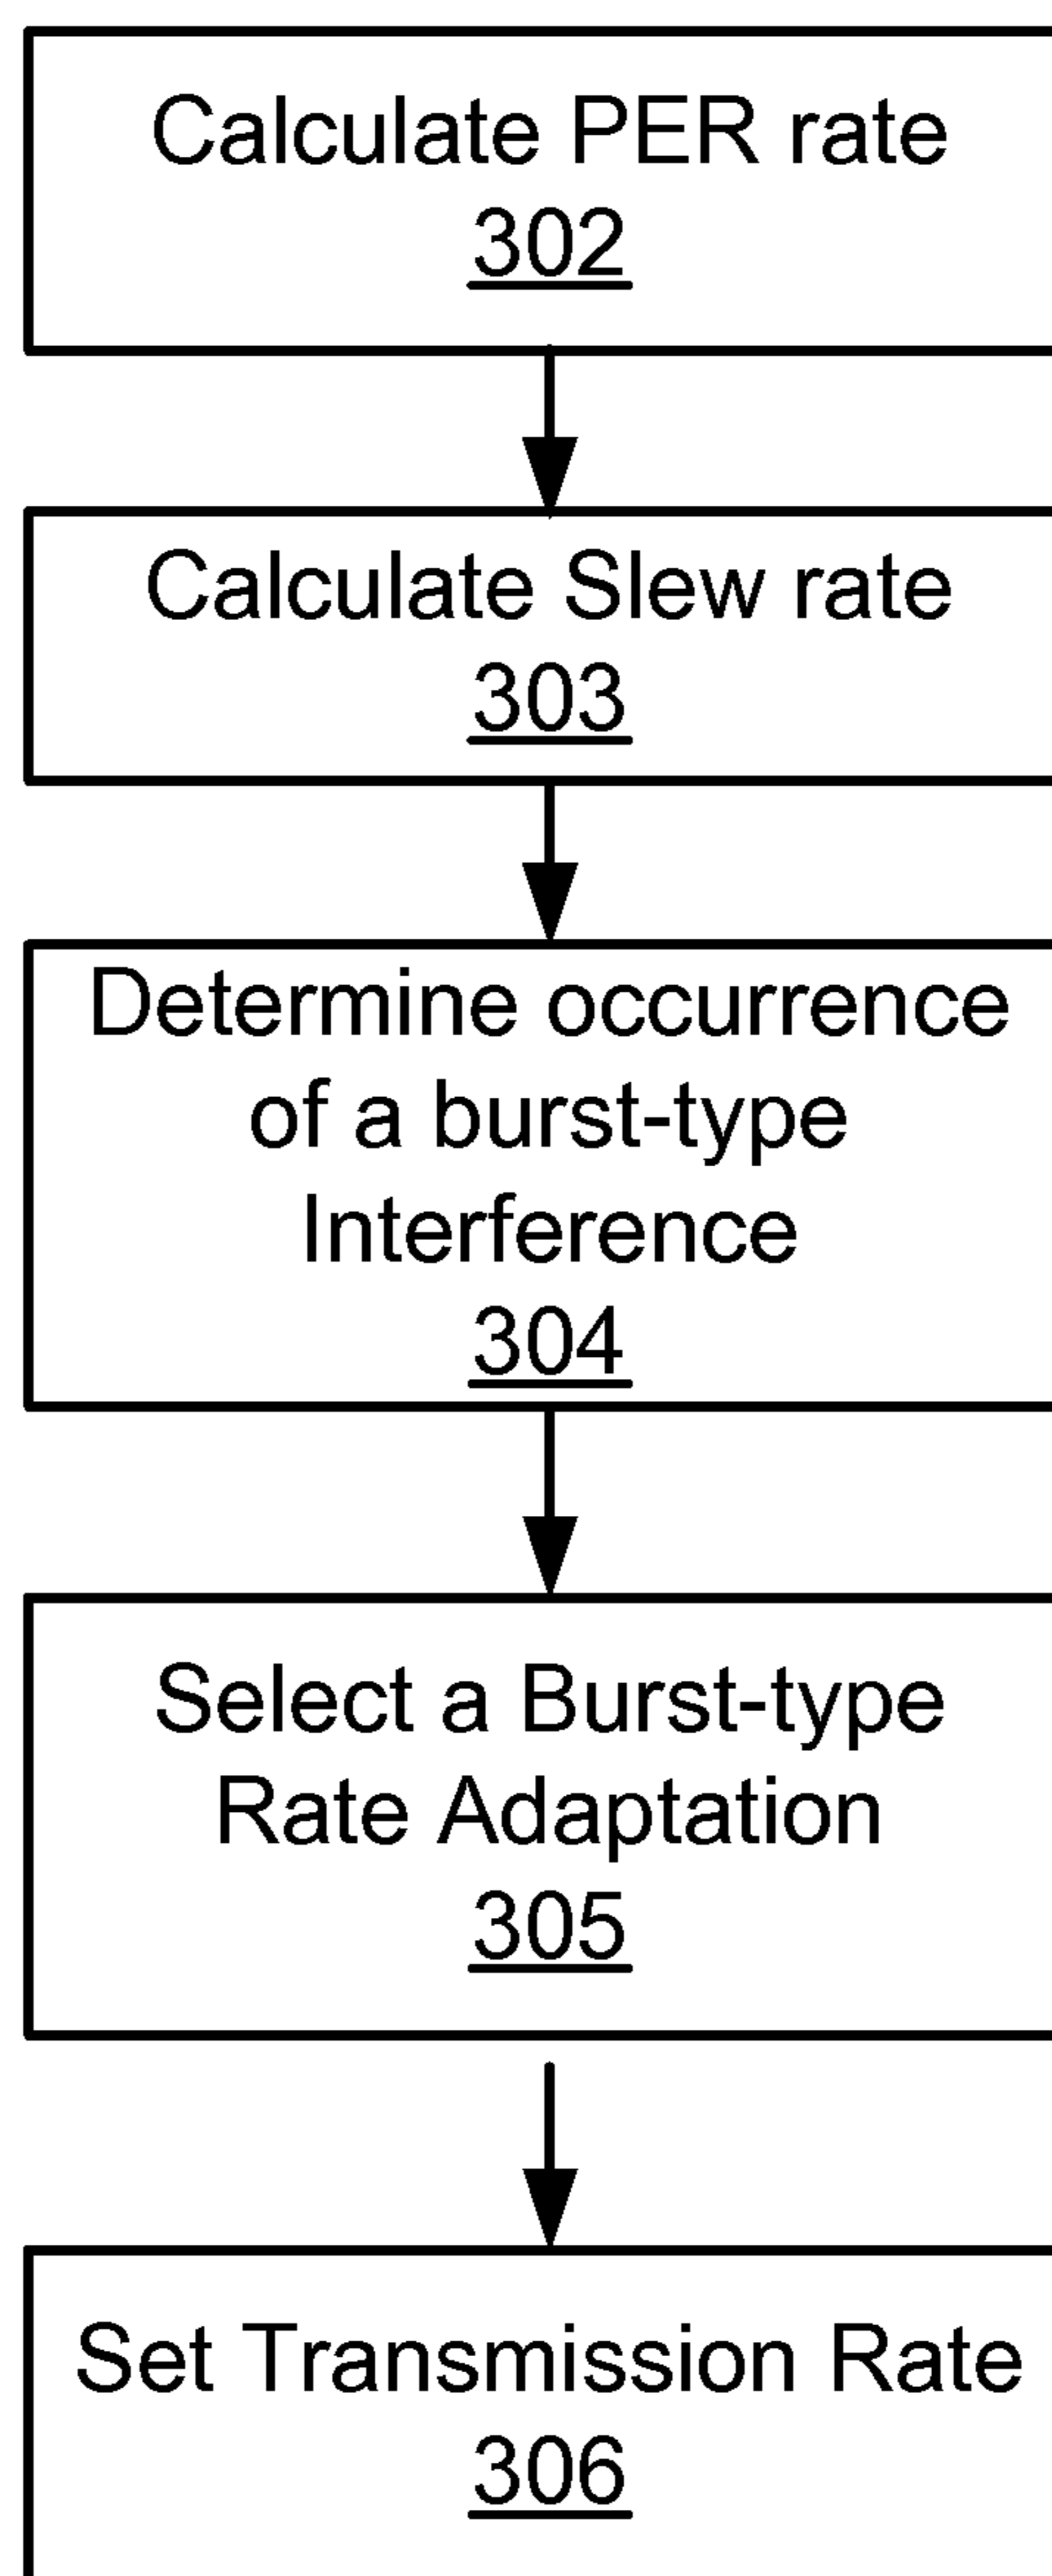 Calculate PER rate
302
Calculate Slew rate
303
Determine occurrence
of a burst-type
Interference
304
Select a Burst-type
Rate Adaptation
305
Set Transmission Rate
306